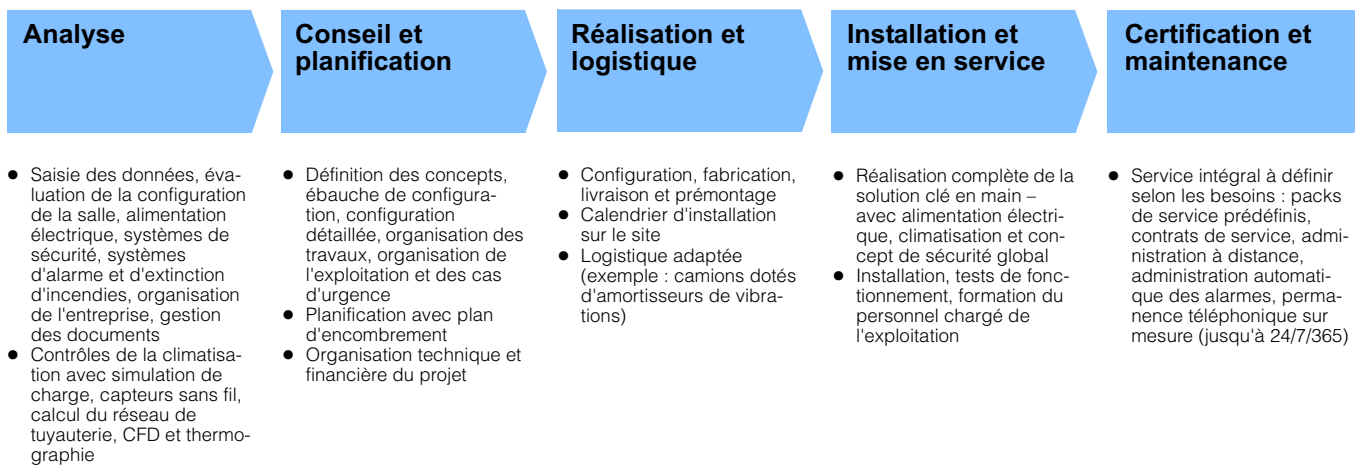 Analyse
Conseil et
planification
Réalisation et
logistique
Installation et
mise en service
Certification et
maintenance
● Saisie des données, éva-
luation de la configuration
de la salle, alimentation
électrique, systèmes de
sécurité, systèmes
d'alarme et d'extinction
d'incendies, organisation
de l'entreprise, gestion
des documents
● Contrôles de la climatisa-
tion avec simulation de
charge, capteurs sans fil,
calcul du réseau de
tuyauterie, CFD et thermo-
graphie
● Définition des concepts,
ébauche de configura-
tion, configuration
détaillée, organisation des
travaux, organisation de
l'exploitation et des cas
d'urgence
● Planification avec plan
d'encombrement
● Organisation technique et
financière du projet
● Configuration, fabrication,
livraison et prémontage
● Calendrier d'installation
sur le site
● Logistique adaptée
(exemple : camions dotés
d'amortisseurs de vibra-
tions)
● Réalisation complète de la
solution clé en main –
avec alimentation électri-
que, climatisation et con-
cept de sécurité global
● Installation, tests de fonc-
tionnement, formation du
personnel chargé de
l'exploitation
● Service intégral à définir
selon les besoins : packs
de service prédéfinis,
contrats de service, admi-
nistration à distance,
administration automati-
que des alarmes, perma-
nence téléphonique sur
mesure (jusqu'à 24/7/365)